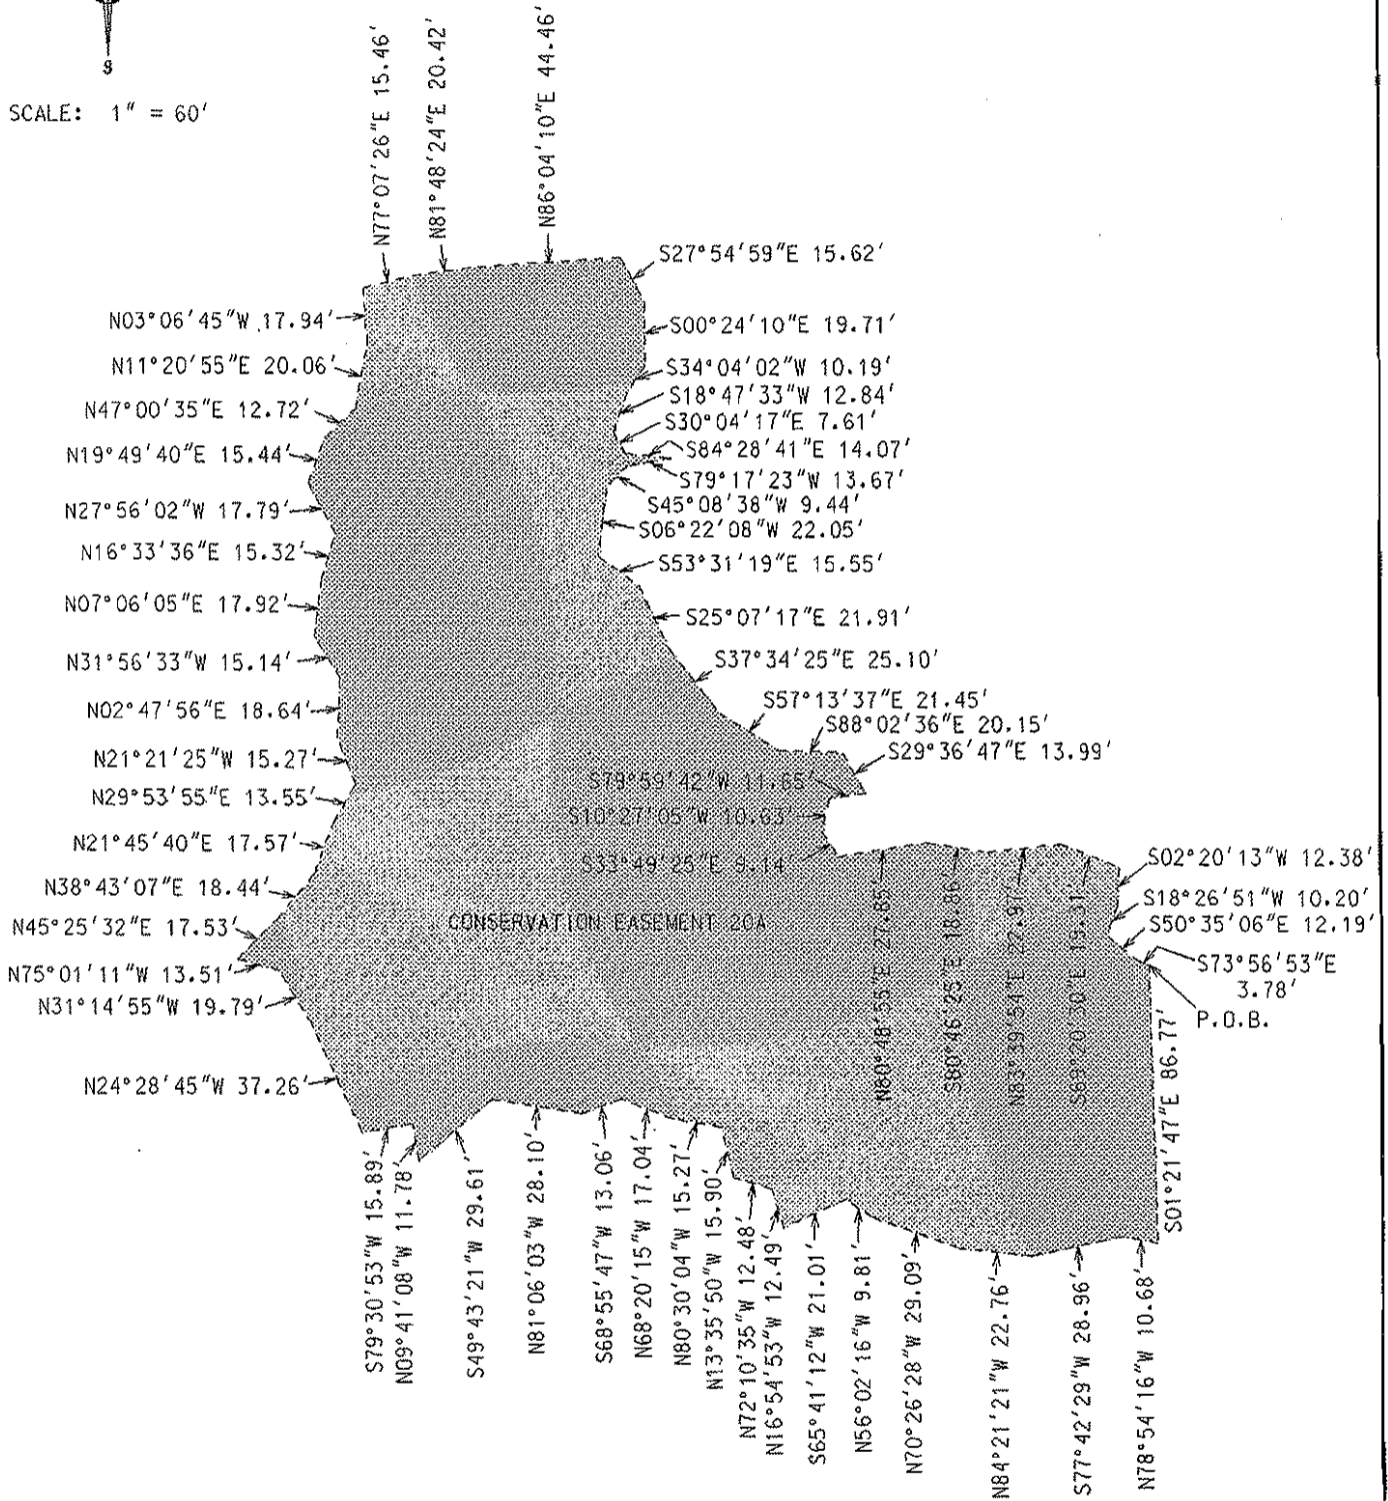 S
SCALE: 1" = 60'
N77°07'26"E 15.46'
N81°48'24"E 20.42'
N86°04'10"E 44.46'
S27°54'59"E 15.62'
N03°06'45"W 17.94'
S00°24'10"E 19.71'
N11°20'55"E 20.06'
S34°04'02"W 10.19'
S18°47'33"W 12.84'
N47°00'35"E 12.72'
S30°04'17"E 7.61'
S84°28'41"E 14.07'
N19°49'40"E 15.44'
S79°17'23"W 13.67'
S45°08'38"W 9.44'
N27°56'02"W 17.79'
S06°22'08"W 22.05'
N16°33'36"E 15.32'
S53°31'19"E 15.55'
N07°06'05"E 17.92'
S25°07'17"E 21.91'
N31°56'33"W 15.14'
S37°34'25"E 25.10'
S57°13'37"E 21.45'
N02°47'56"E 18.64'
S88°02'36"E 20.15'
S29°36'47"E 13.99'
N21°21'25"W 15.27'
S79°59'42"W 11.65'
N29°53'55"E 13.55'
S10°27'05"W 10.63'
N21°45'40"E 17.57'
S33°49'25"E 9.14'
S02°20'13"W 12.38'
N38°43'07"E 18.44'
S18°26'51"W 10.20'
N45°25'32"E 17.53'
CONSERVATION EASEMENT 20A
S50°35'06"E 12.19'
N80°48'55"E 27.85'
S80°46'25"E 18.86'
N83°39'54"E 22.97'
S69°20'30"E 19.31'
S73°56'53"E
3.78'
N75°01'11"W 13.51'
N31°14'55"W 19.79'
P.O.B.
N24°28'45"W 37.26'
S01°21'47"E 86.77'
S79°30'53"W 15.89'
N09°41'08"W 11.78'
S49°43'21"W 29.61'
N81°06'03"W 28.10'
S68°55'47"W 13.06'
N68°20'15"W 17.04'
N80°30'04"W 15.27'
N13°35'50"W 15.90'
N72°10'35"W 12.48'
N16°54'53"W 12.49'
S65°41'12"W 21.01'
N56°02'16"W 9.81'
N70°26'28"W 29.09'
N84°21'21"W 22.76'
S77°42'29"W 28.96'
N78°54'16"W 10.68'